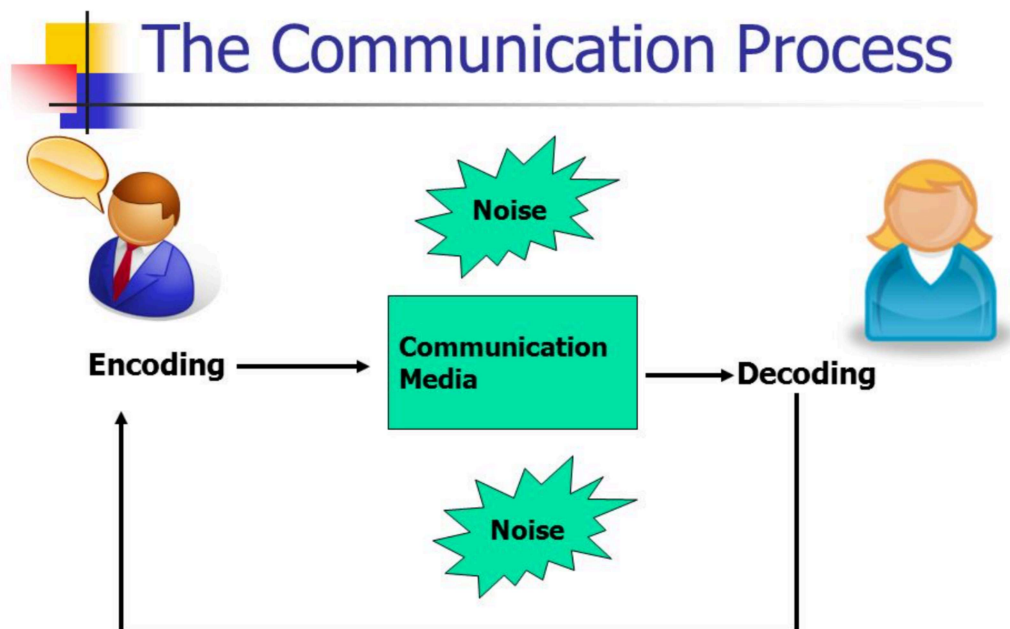 The Communication Process
Noise
Encoding
Communication
Media
Decoding
Noise